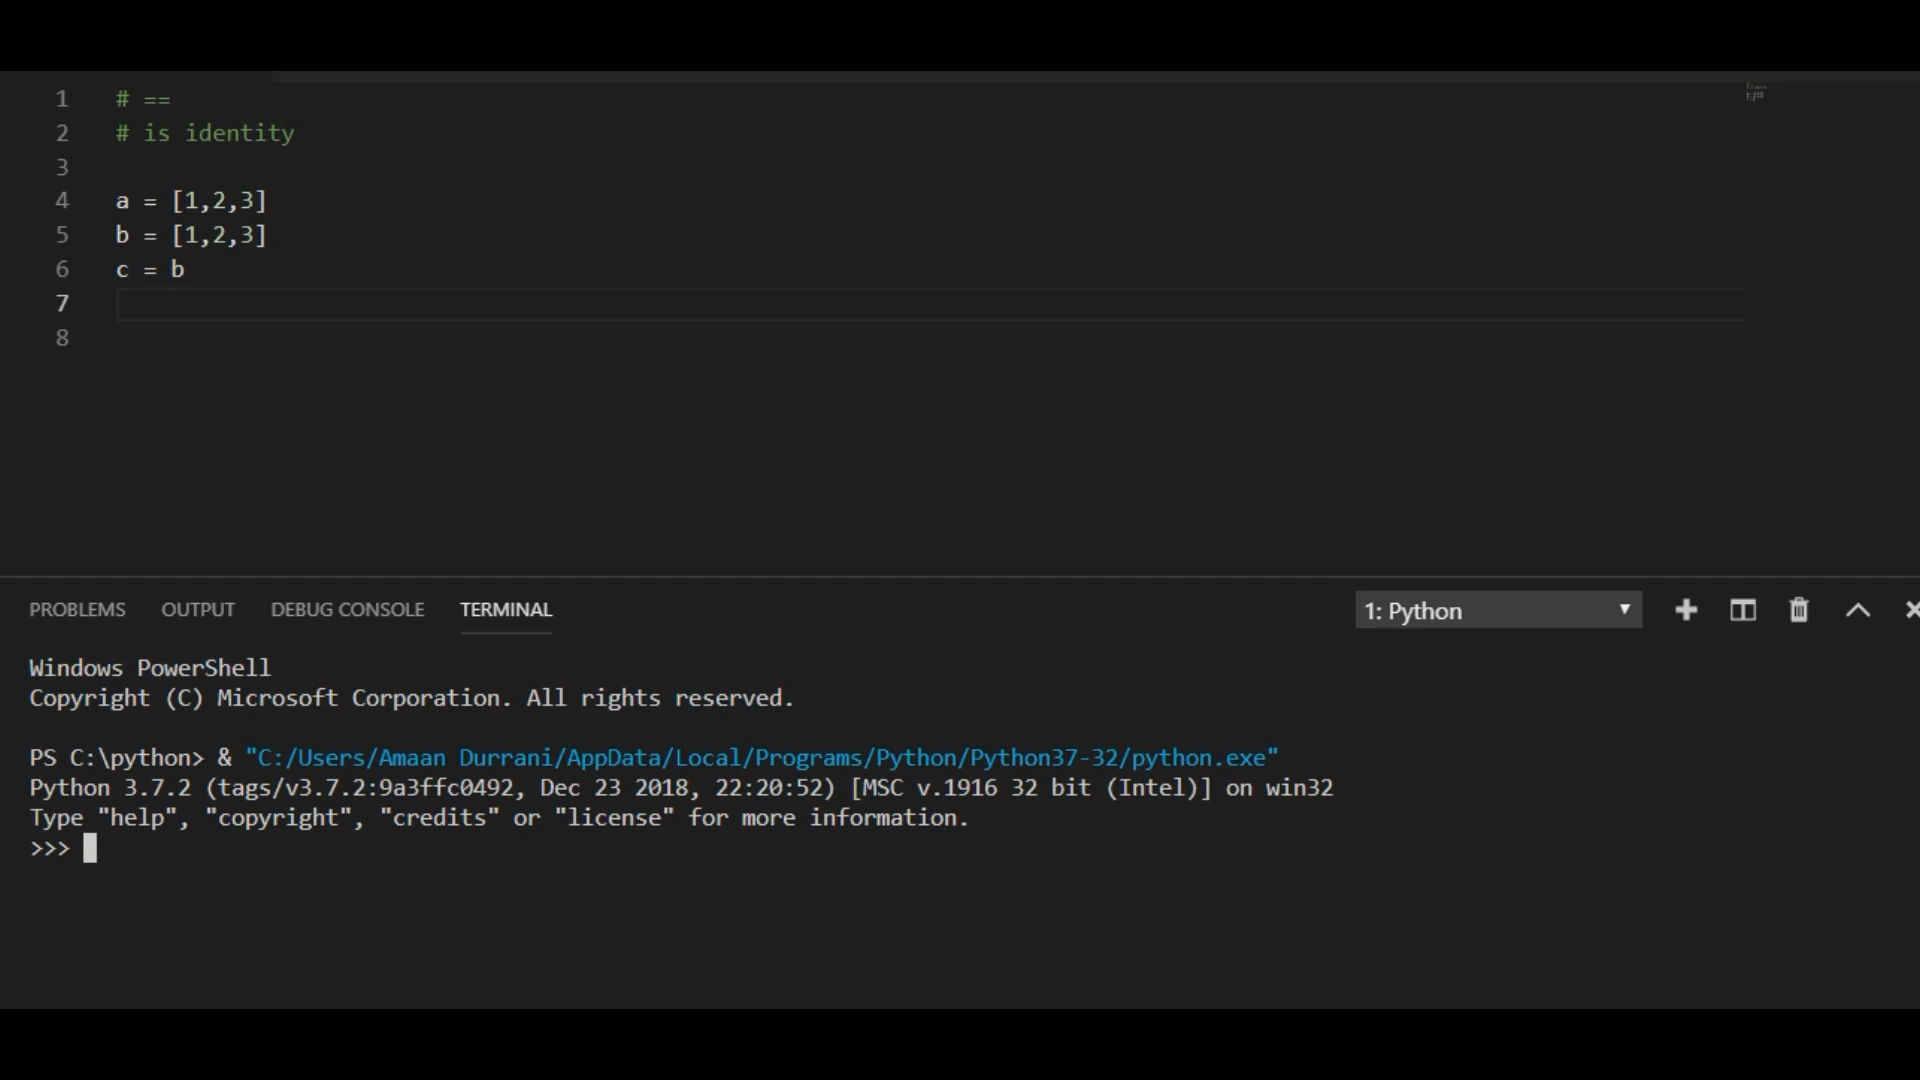 1 # ==
2 # is identity
3
4 a = [1,2,3]
5 b = [1,2,3]
6 c = b
7
8
PROBLEMS OUTPUT DEBUG CONSOLE TERMINAL 1: Python
Windows PowerShell
Copyright (C) Microsoft Corporation. All rights reserved.
PS C:\python> & "C:/Users/Amaan Durrani/AppData/Local/Programs/Python/Python37-32/python.exe"
Python 3.7.2 (tags/v3.7.2:9a3ffc0492, Dec 23 2018, 22:20:52) [MSC v.1916 32 bit (Intel)] on win32
Type "help", "copyright", "credits" or "license" for more information.
>>>